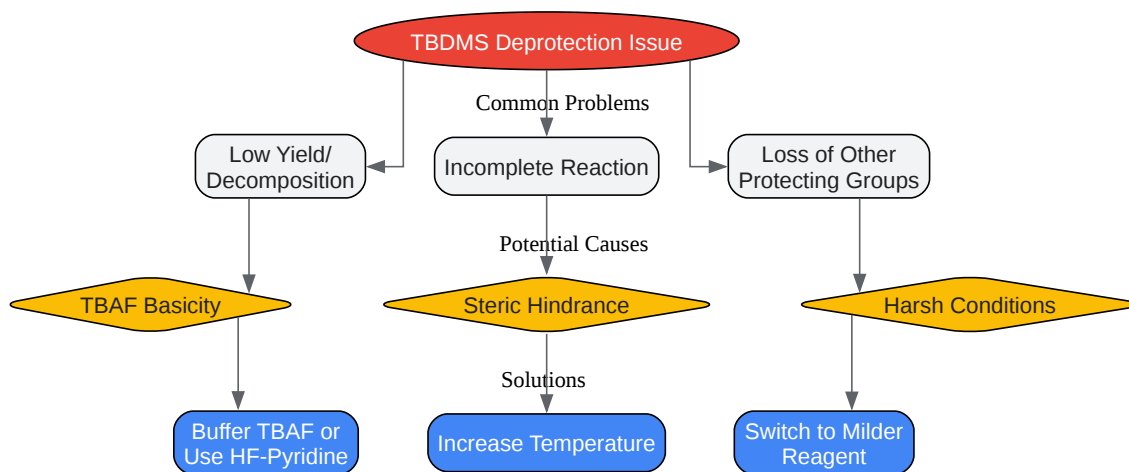 TBDMS Deprotection Issue
Common Problems
Low Yield/
Decomposition
Incomplete Reaction
Loss of Other
Protecting Groups
Potential Causes
TBAF Basicity
Steric Hindrance
Harsh Conditions
Solutions
Buffer TBAF or
Use HF-Pyridine
Increase Temperature
Switch to Milder
Reagent